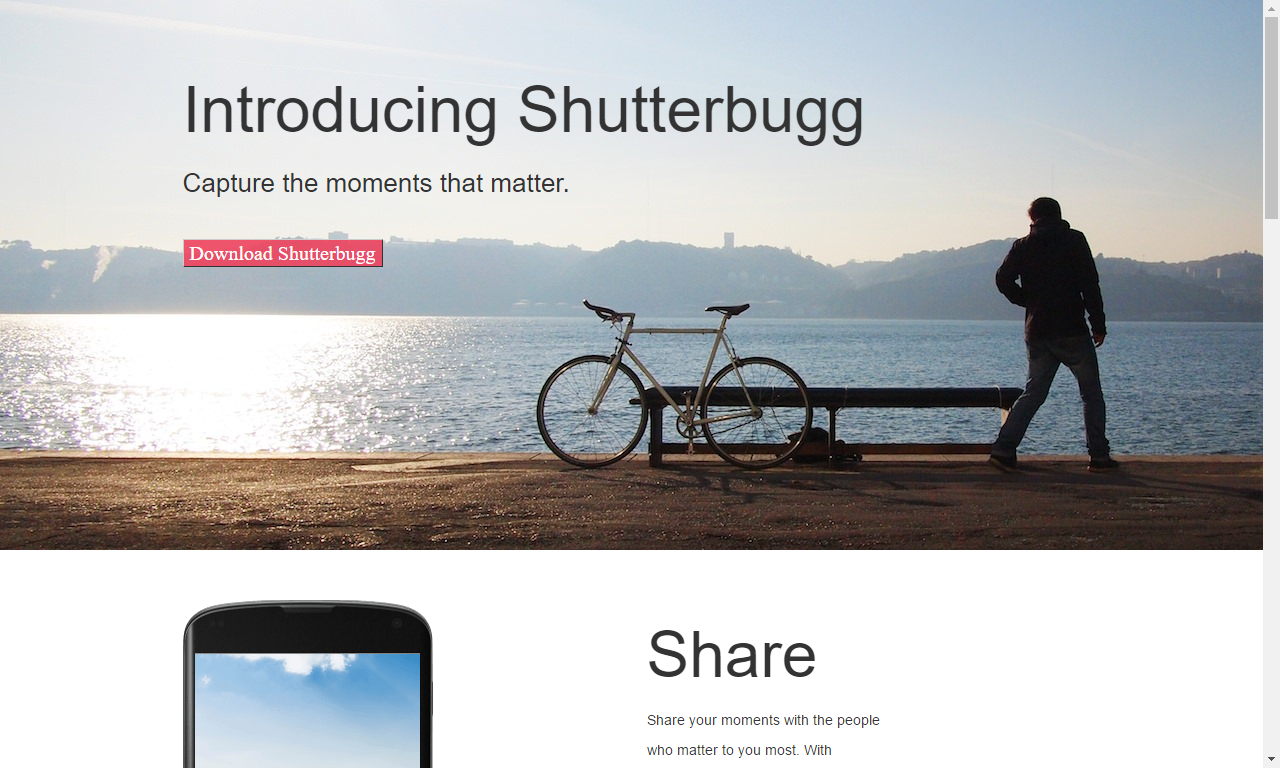 Introducing Shutterbugg
Capture the moments that matter.
Download Shutterbugg
Share
Share your moments with the people
who matter to you most. With